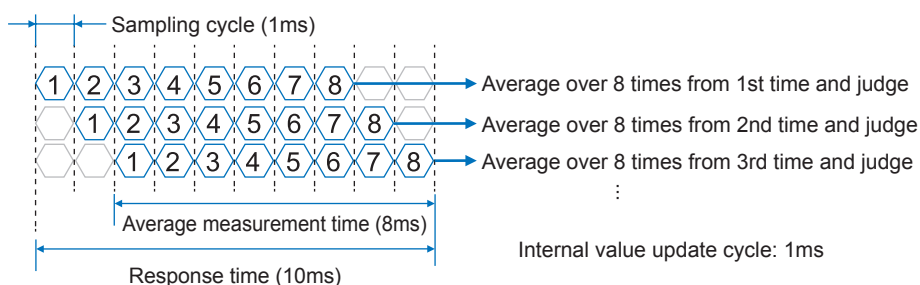 Sampling cycle (1ms)
1 2 3 4 5 6 7 8 Average over 8 times from 1st time and judge
1 2 3 4 5 6 7 8 Average over 8 times from 2nd time and judge
1 2 3 4 5 6 7 8 Average over 8 times from 3rd time and judge
⋮
Average measurement time (8ms)
Internal value update cycle: 1ms
Response time (10ms)